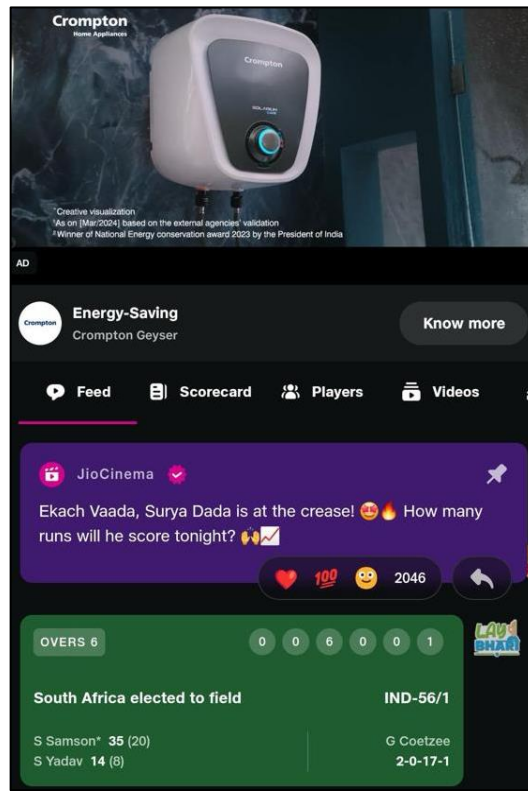 Crompton
Home Appliances
Crompton
SOLARIUM
*Creative visualization
¹As on [Mar/2024] based on the external agencies' validation
² Winner of National Energy conservation award 2023 by the President of India
AD
Crompton
Energy-Saving
Crompton Geyser
Know more
Feed
Scorecard
Players
Videos
JioCinema
Ekach Vaada, Surya Dada is at the crease! 🤩🔥 How many
runs will he score tonight? 🙌📈
❤️ 💯 🙂 2046
OVERS 6
0 0 6 0 0 1
LAY BHARI
South Africa elected to field
IND-56/1
S Samson* 35 (20)
G Coetzee
S Yadav 14 (8)
2-0-17-1